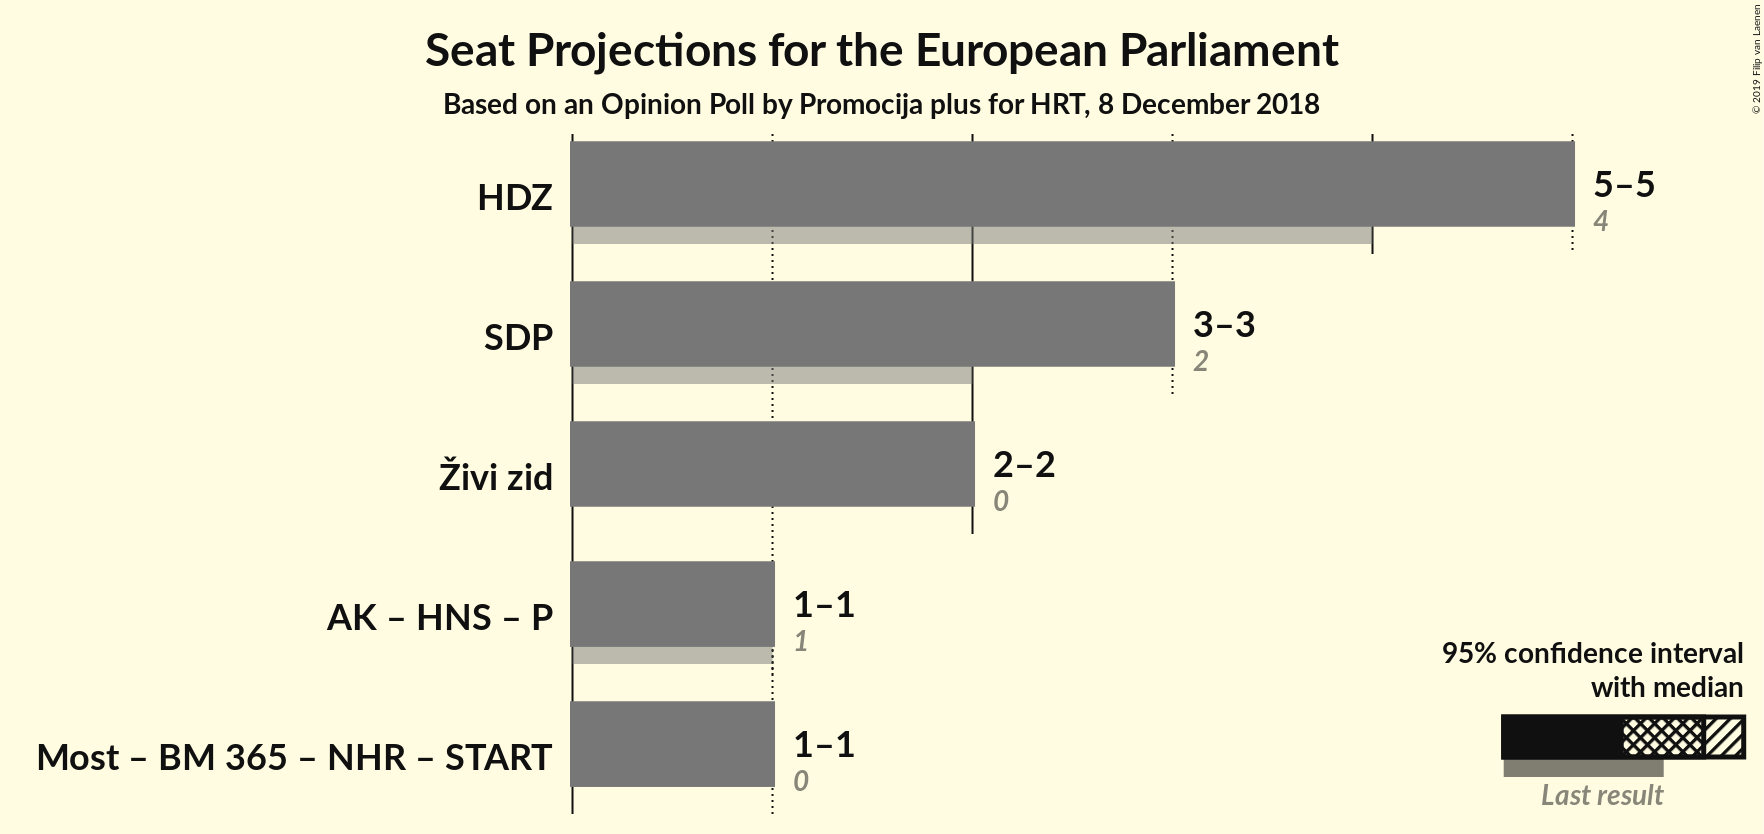 Seat Projections for the European Parliament
Based on an Opinion Poll by Promocija plus for HRT, 8 December 2018
© 2019 Filip van Laenen
HDZ
5–5
4
SDP
3–3
2
Živi zid
2–2
0
AK – HNS – P
1–1
1
Most – BM 365 – NHR – START
1–1
0
95% confidence interval
with median
Last result